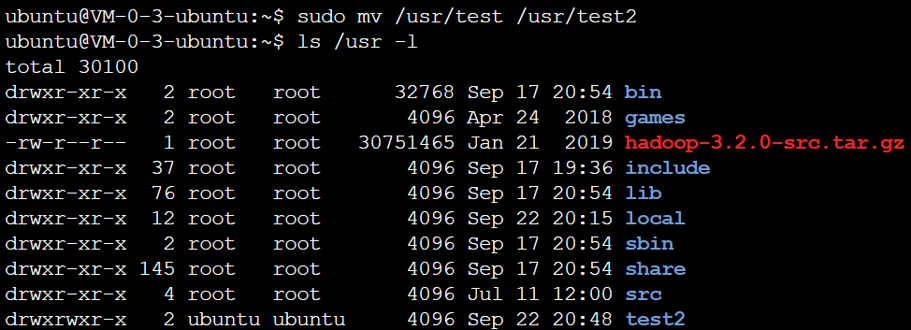 ubuntu@VM-0-3-ubuntu:~$ sudo mv /usr/test /usr/test2
ubuntu@VM-0-3-ubuntu:~$ ls /usr -l
total 30100
drwxr-xr-x   2 root   root      32768 Sep 17 20:54 bin
drwxr-xr-x   2 root   root       4096 Apr 24  2018 games
-rw-r--r--   1 root   root   30751465 Jan 21  2019 hadoop-3.2.0-src.tar.gz
drwxr-xr-x  37 root   root       4096 Sep 17 19:36 include
drwxr-xr-x  76 root   root       4096 Sep 17 20:54 lib
drwxr-xr-x  12 root   root       4096 Sep 22 20:15 local
drwxr-xr-x   2 root   root       4096 Sep 17 20:54 sbin
drwxr-xr-x 145 root   root       4096 Sep 17 20:54 share
drwxr-xr-x   4 root   root       4096 Jul 11 12:00 src
drwxrwxr-x   2 ubuntu ubuntu     4096 Sep 22 20:48 test2